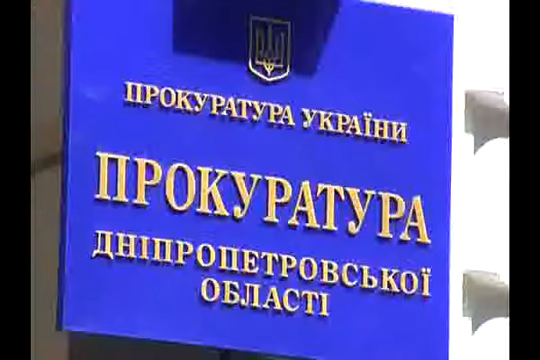 ПРОКУРАТУРА УКРАЇНИ
ПРОКУРАТУРА
ДНІПРОПЕТРОВСЬКОЇ
ОБЛАСТІ